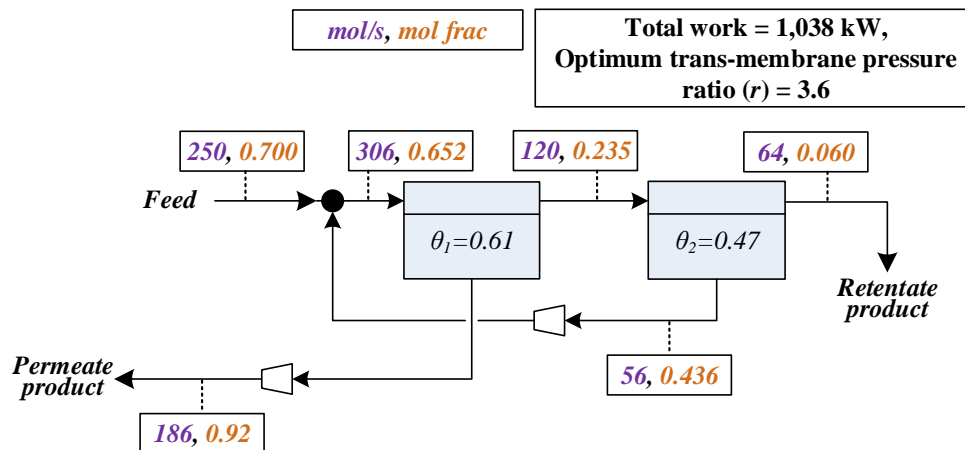 mol/s, mol frac
Total work = 1,038 kW,
Optimum trans-membrane pressure
ratio (r) = 3.6
250, 0.700
306, 0.652
120, 0.235
64, 0.060
Feed
θ1=0.61
θ2=0.47
Retentate
product
Permeate
product
56, 0.436
186, 0.92